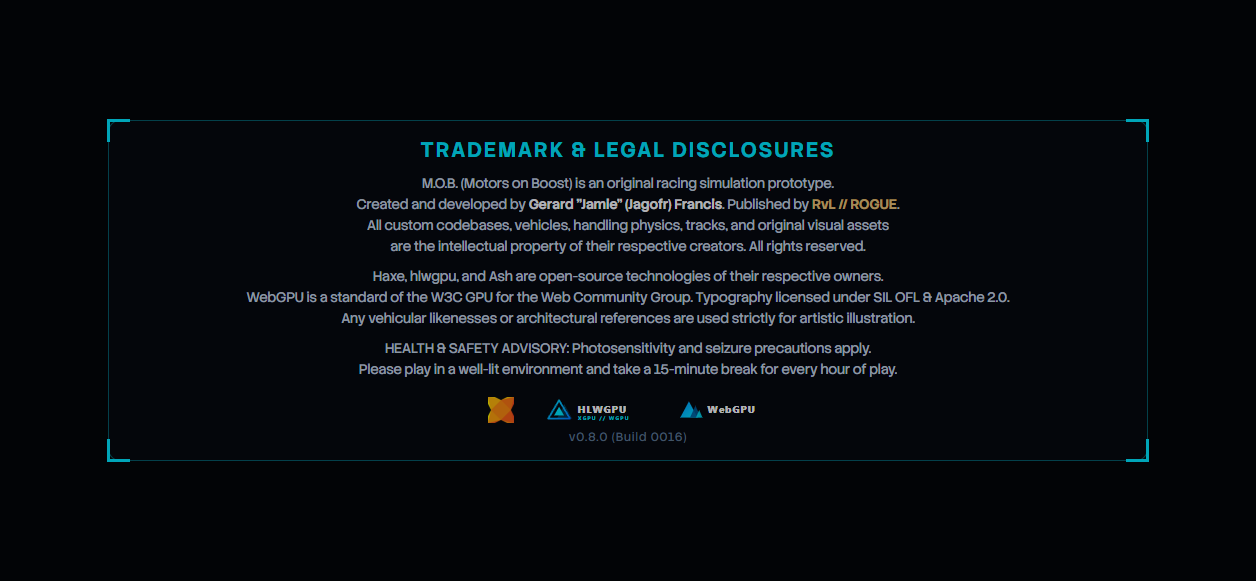 TRADEMARK & LEGAL DISCLOSURES
M.O.B. (Motors on Boost) is an original racing simulation prototype.
Created and developed by Gerard "Jamie" (Jagofr) Francis. Published by RvL // ROGUE.
All custom codebases, vehicles, handling physics, tracks, and original visual assets
are the intellectual property of their respective creators. All rights reserved.
Haxe, hlwgpu, and Ash are open-source technologies of their respective owners.
WebGPU is a standard of the W3C GPU for the Web Community Group. Typography licensed under SIL OFL & Apache 2.0.
Any vehicular likenesses or architectural references are used strictly for artistic illustration.
HEALTH & SAFETY ADVISORY: Photosensitivity and seizure precautions apply.
Please play in a well-lit environment and take a 15-minute break for every hour of play.
HLWGPU WebGPU
XGPU // WGPU
v0.8.0 (Build 0016)